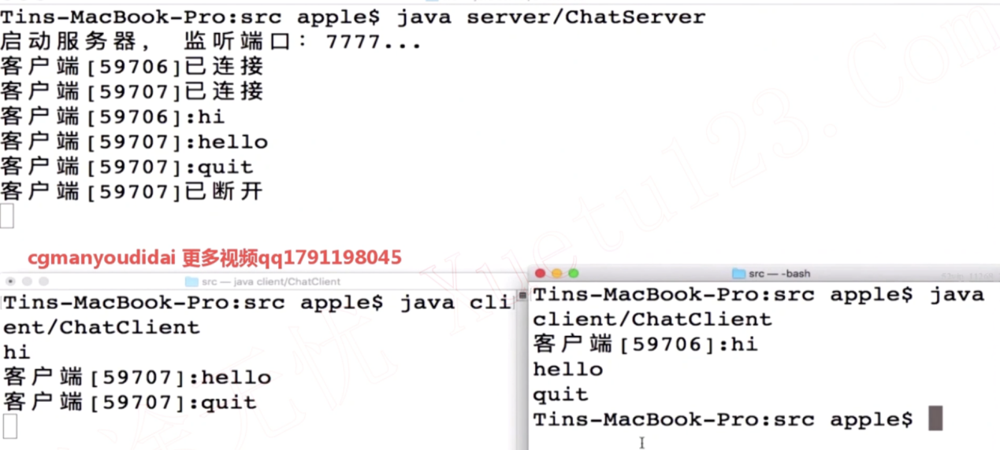 Tins-MacBook-Pro:src apple$ java server/ChatServer
启动服务器, 监听端口: 7777...
客户端[59706]已连接
客户端[59707]已连接
客户端[59706]:hi
客户端[59707]:hello
客户端[59707]:quit
客户端[59707]已断开
cgmanyoudidai 更多视频qq1791198045
src — java client/ChatClient
Tins-MacBook-Pro:src apple$ java cli
ent/ChatClient
hi
客户端[59707]:hello
客户端[59707]:quit
src — -bash
Tins-MacBook-Pro:src apple$ java
client/ChatClient
客户端[59706]:hi
hello
quit
Tins-MacBook-Pro:src apple$
Xuetu123.Com